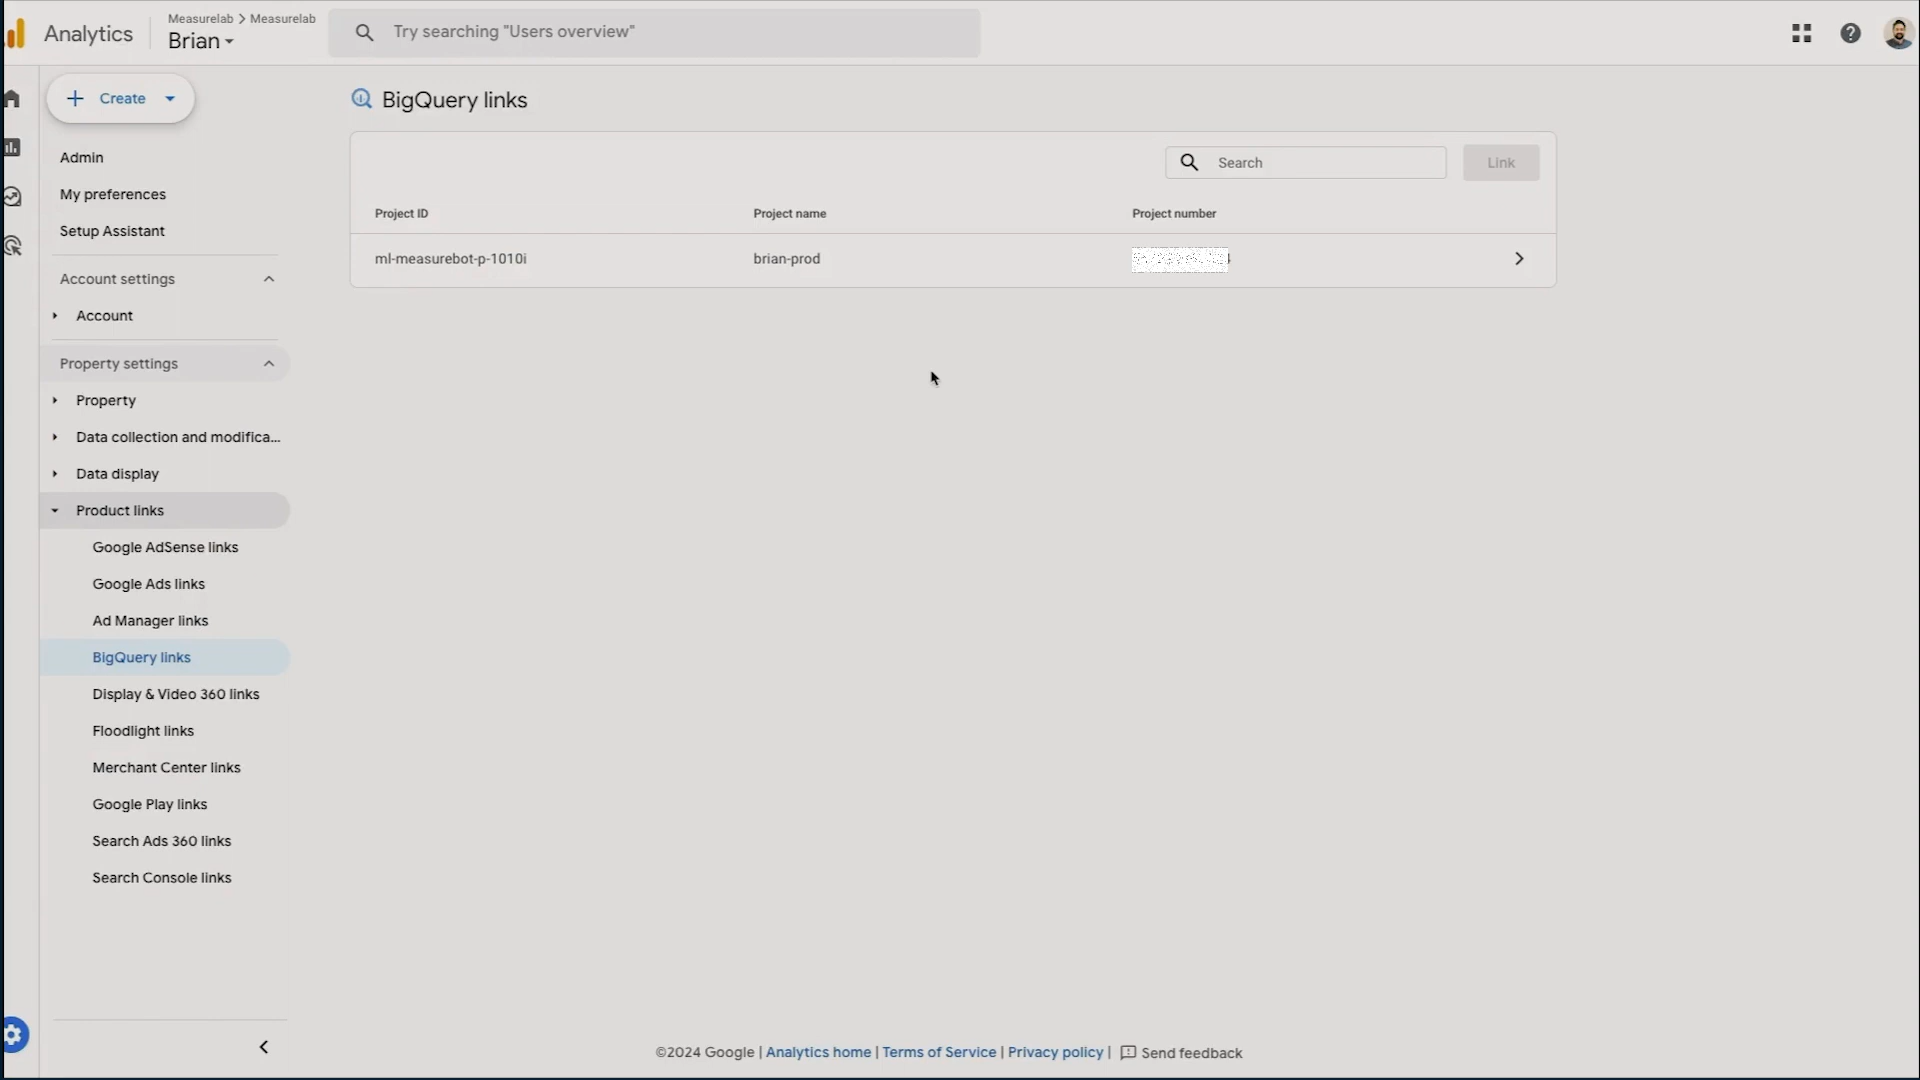 Analytics
Measurelab > Measurelab
Brian
Try searching "Users overview"
Create
Admin
My preferences
Setup Assistant
Account settings
Account
Property settings
Property
Data collection and modifica...
Data display
Product links
Google AdSense links
Google Ads links
Ad Manager links
BigQuery links
Display & Video 360 links
Floodlight links
Merchant Center links
Google Play links
Search Ads 360 links
Search Console links
BigQuery links
Search
Link
Project ID Project name Project number
ml-measurebot-p-1010i brian-prod
©2024 Google | Analytics home | Terms of Service | Privacy policy | Send feedback